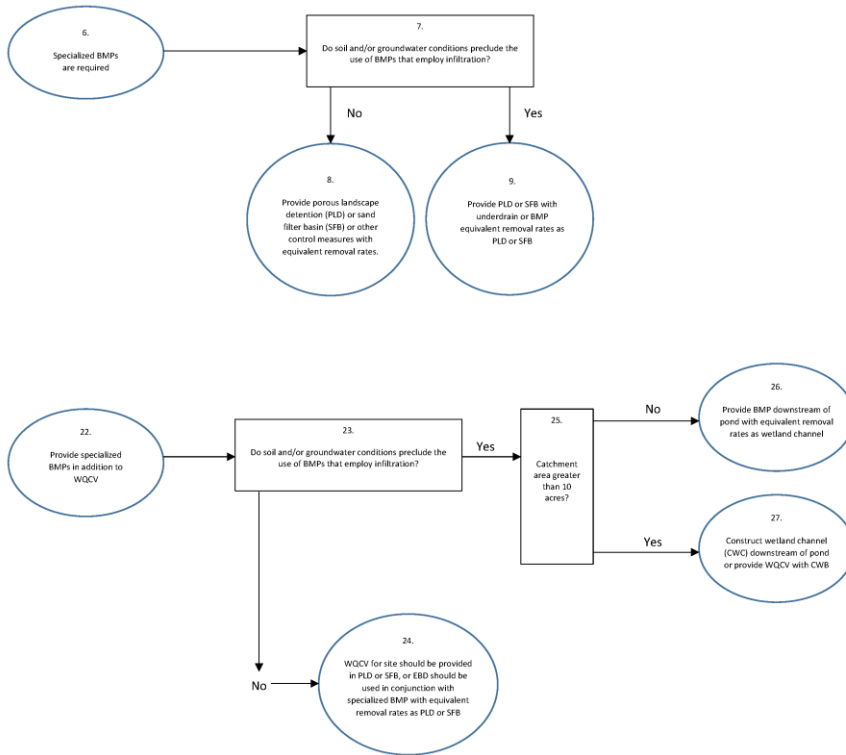 6.
Specialized BMPs
are required
7.
Do soil and/or groundwater conditions preclude the
use of BMPs that employ infiltration?
No
Yes
8.
Provide porous landscape
detention (PLD) or sand
filter basin (SFB) or other
control measures with
equivalent removal rates.
9.
Provide PLD or SFB with
underdrain or BMP
equivalent removal rates as
PLD or SFB
22.
Provide specialized
BMPs in addition to
WQCV
23.
Do soil and/or groundwater conditions preclude the
use of BMPs that employ infiltration?
Yes
25.
Catchment
area greater
than 10
acres?
No
26.
Provide BMP downstream of
pond with equivalent removal
rates as wetland channel
Yes
27.
Construct wetland channel
(CWC) downstream of pond
or provide WQCV with CWB
No
24.
WQCV for site should be provided
in PLD or SFB, or EBD should be
used in conjunction with
specialized BMP with equivalent
removal rates as PLD or SFB